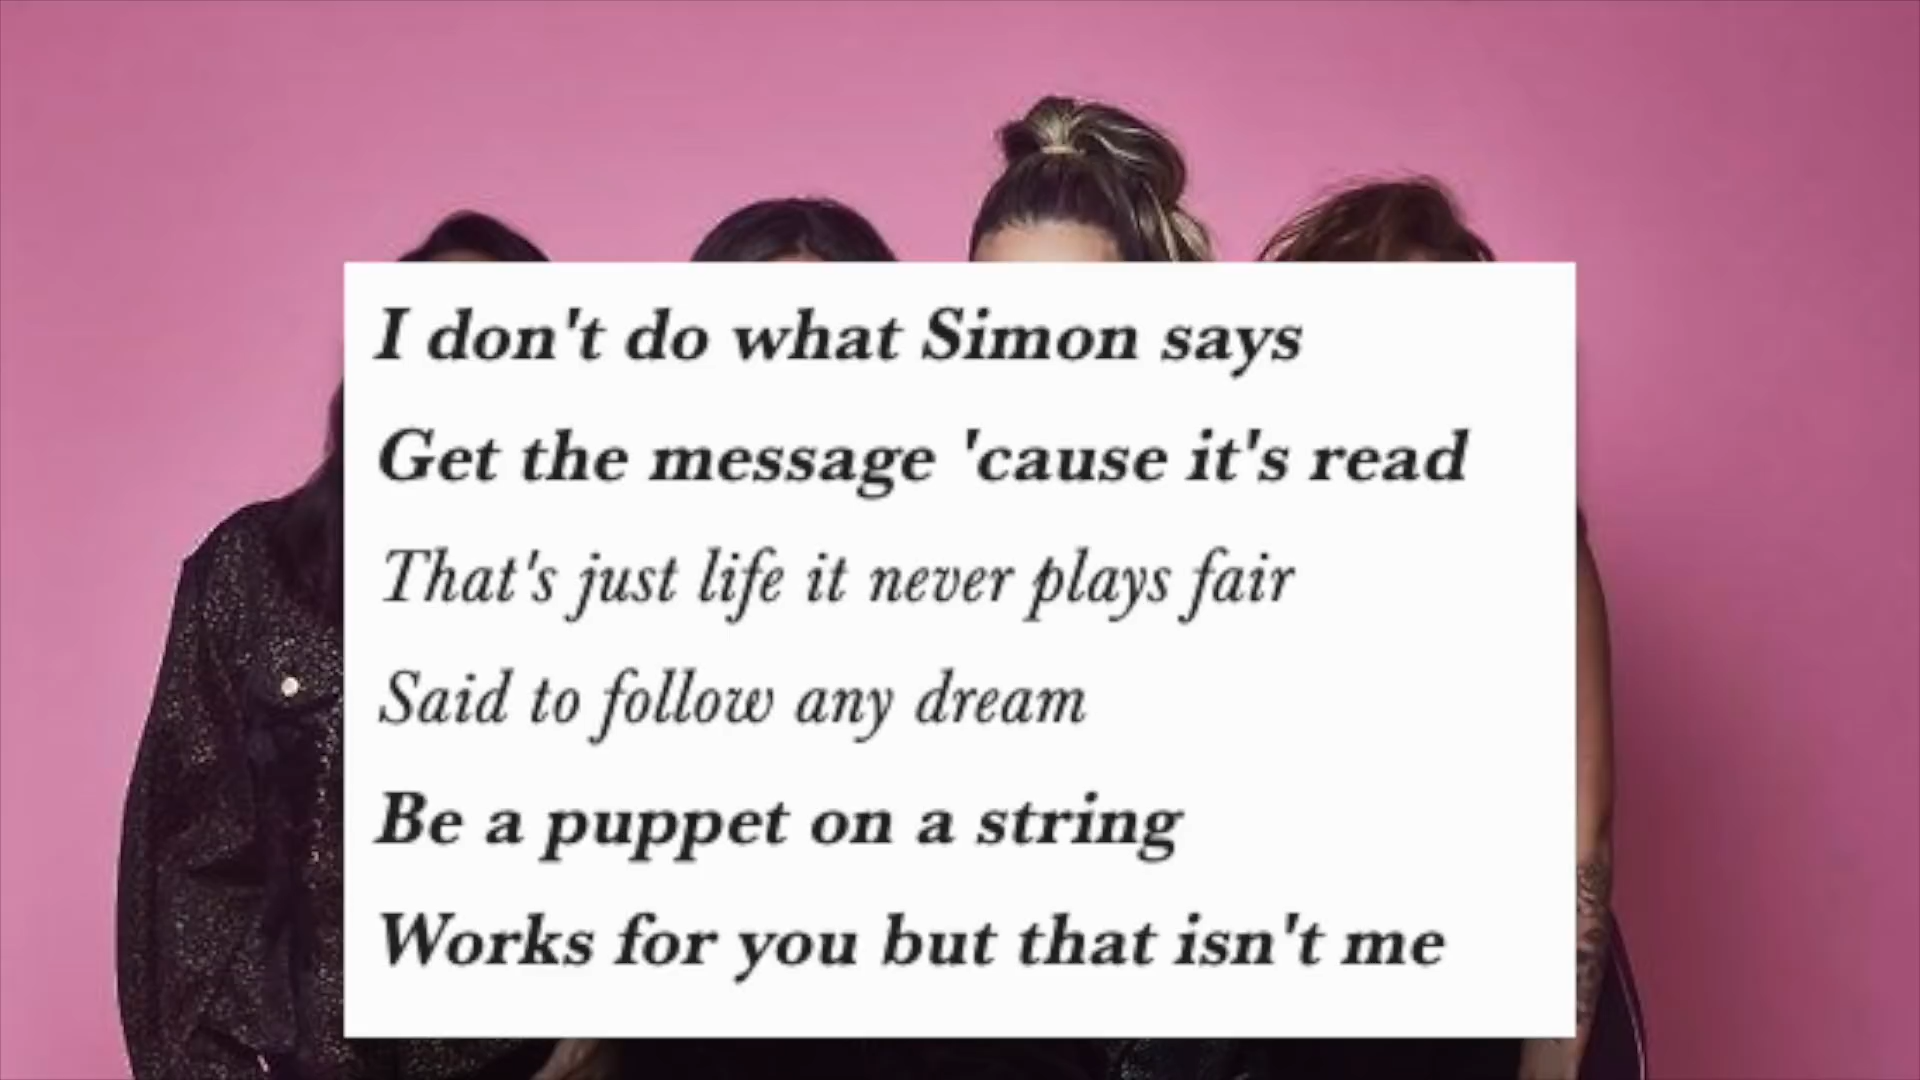 I don't do what Simon says
Get the message 'cause it's read
That's just life it never plays fair
Said to follow any dream
Be a puppet on a string
Works for you but that isn't me